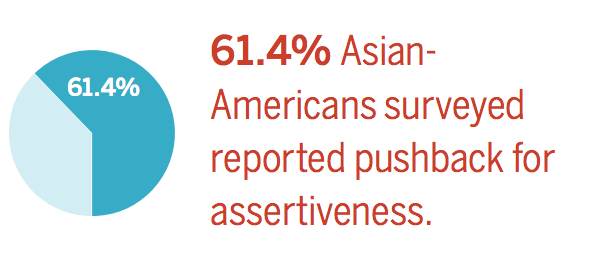 61.4%
61.4% Asian-
Americans surveyed
reported pushback for
assertiveness.